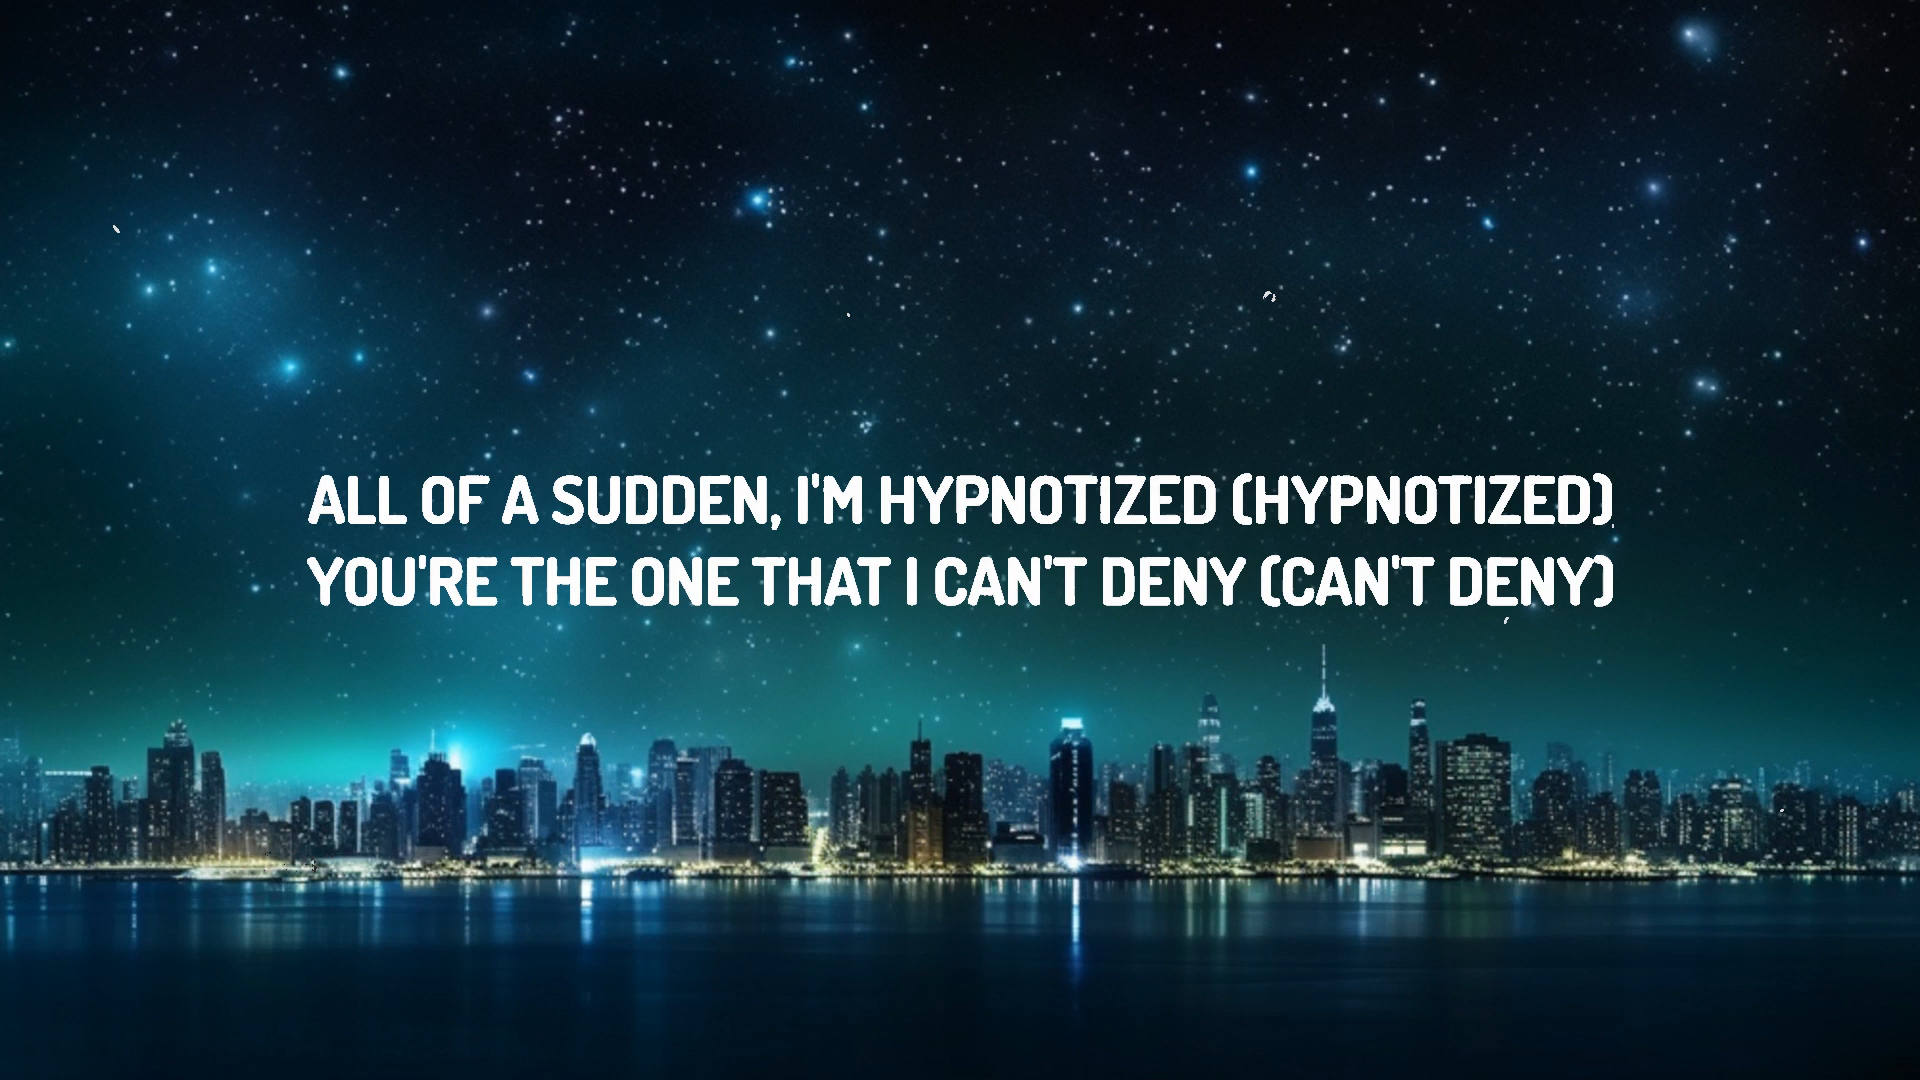 ALL OF A SUDDEN, I'M HYPNOTIZED (HYPNOTIZED)
YOU'RE THE ONE THAT I CAN'T DENY (CAN'T DENY)